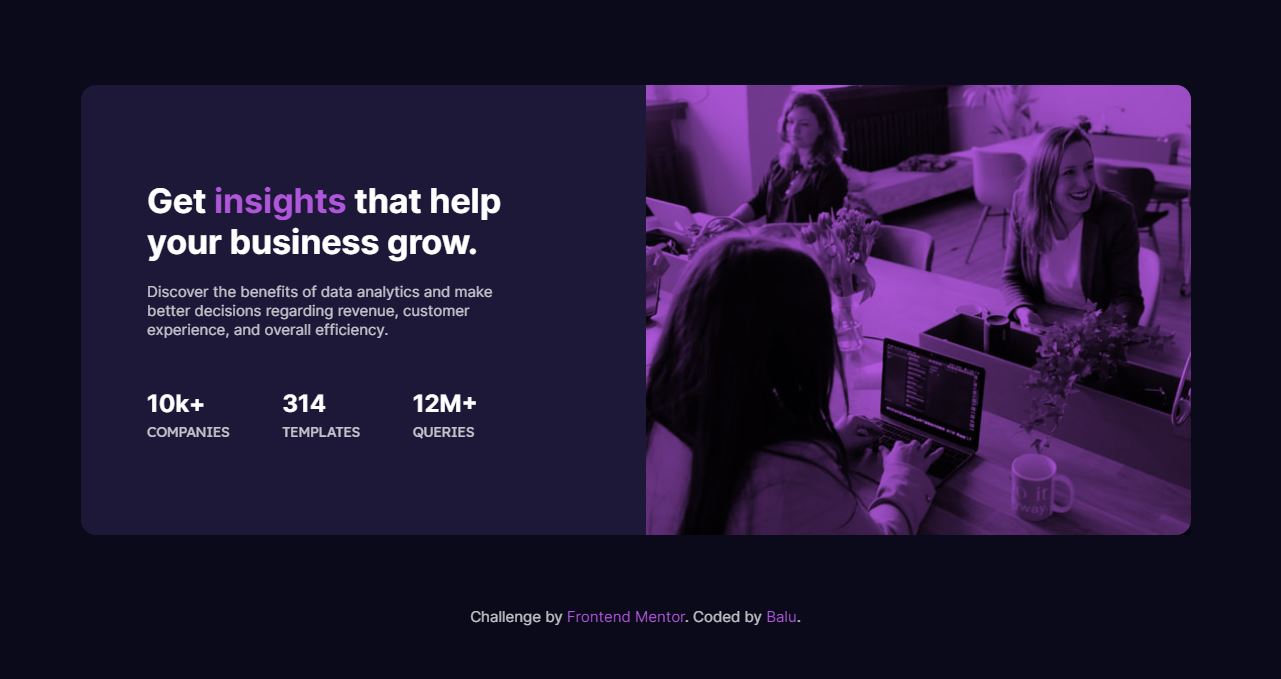 Get insights that help
your business grow.
Discover the benefits of data analytics and make
better decisions regarding revenue, customer
experience, and overall efficiency.
10k+ 314 12M+
COMPANIES TEMPLATES QUERIES
Challenge by Frontend Mentor. Coded by Balu.